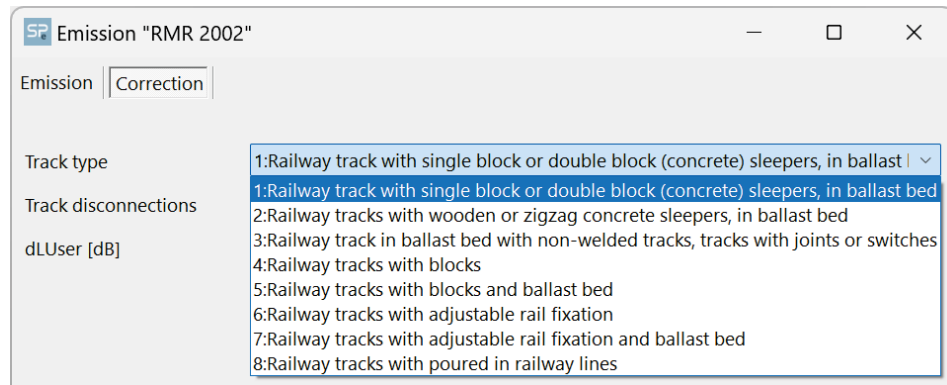 SPe Emission "RMR 2002"
Emission Correction
Track type 1:Railway track with single block or double block (concrete) sleepers, in ballast
1:Railway track with single block or double block (concrete) sleepers, in ballast bed
Track disconnections
2:Railway tracks with wooden or zigzag concrete sleepers, in ballast bed
3:Railway track in ballast bed with non-welded tracks, tracks with joints or switches
dLUser [dB]
4:Railway tracks with blocks
5:Railway tracks with blocks and ballast bed
6:Railway tracks with adjustable rail fixation
7:Railway tracks with adjustable rail fixation and ballast bed
8:Railway tracks with poured in railway lines